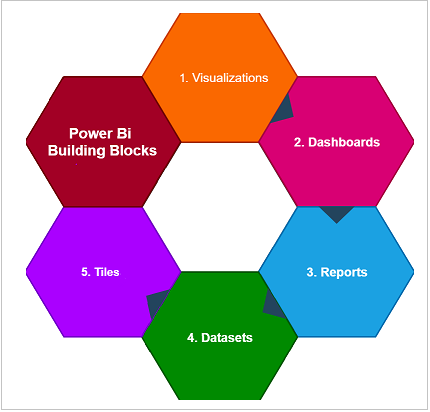 Power Bi
Building Blocks
1. Visualizations
2. Dashboards
3. Reports
4. Datasets
5. Tiles